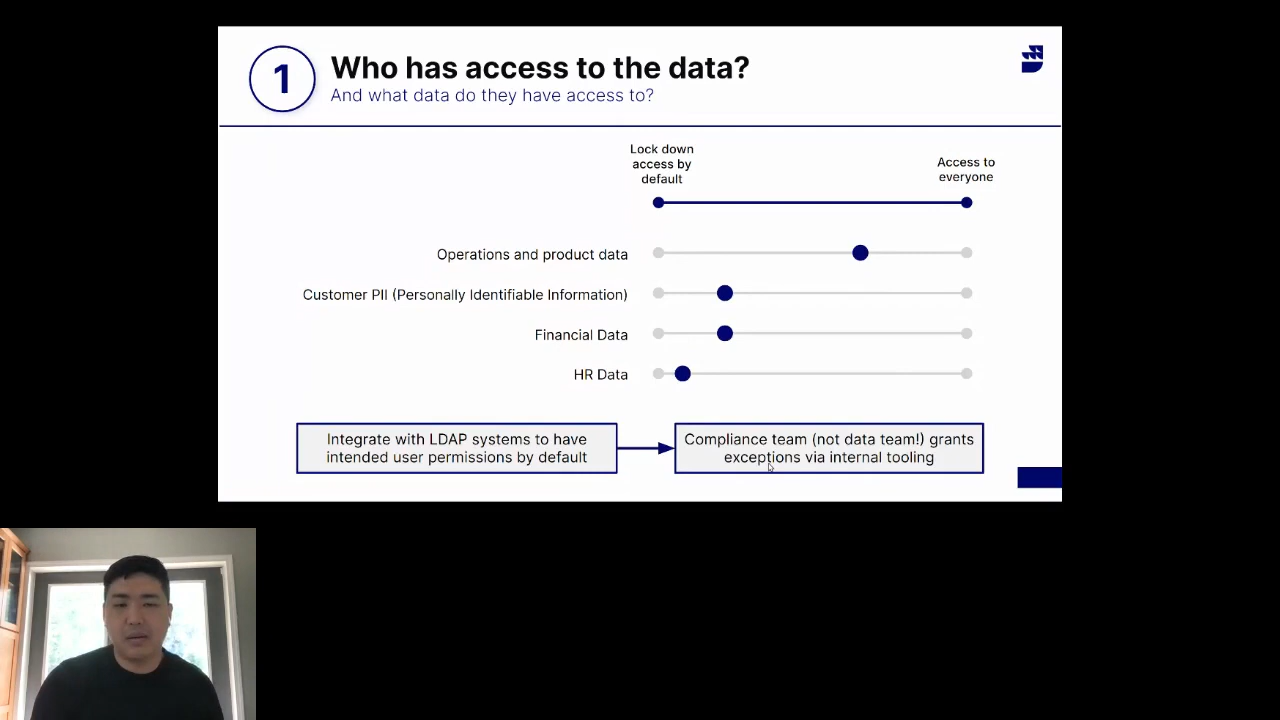 1
Who has access to the data?
And what data do they have access to?
Lock down
access by
default
Access to
everyone
Operations and product data
Customer PII (Personally Identifiable Information)
Financial Data
HR Data
Integrate with LDAP systems to have
intended user permissions by default
Compliance team (not data team!) grants
exceptions via internal tooling